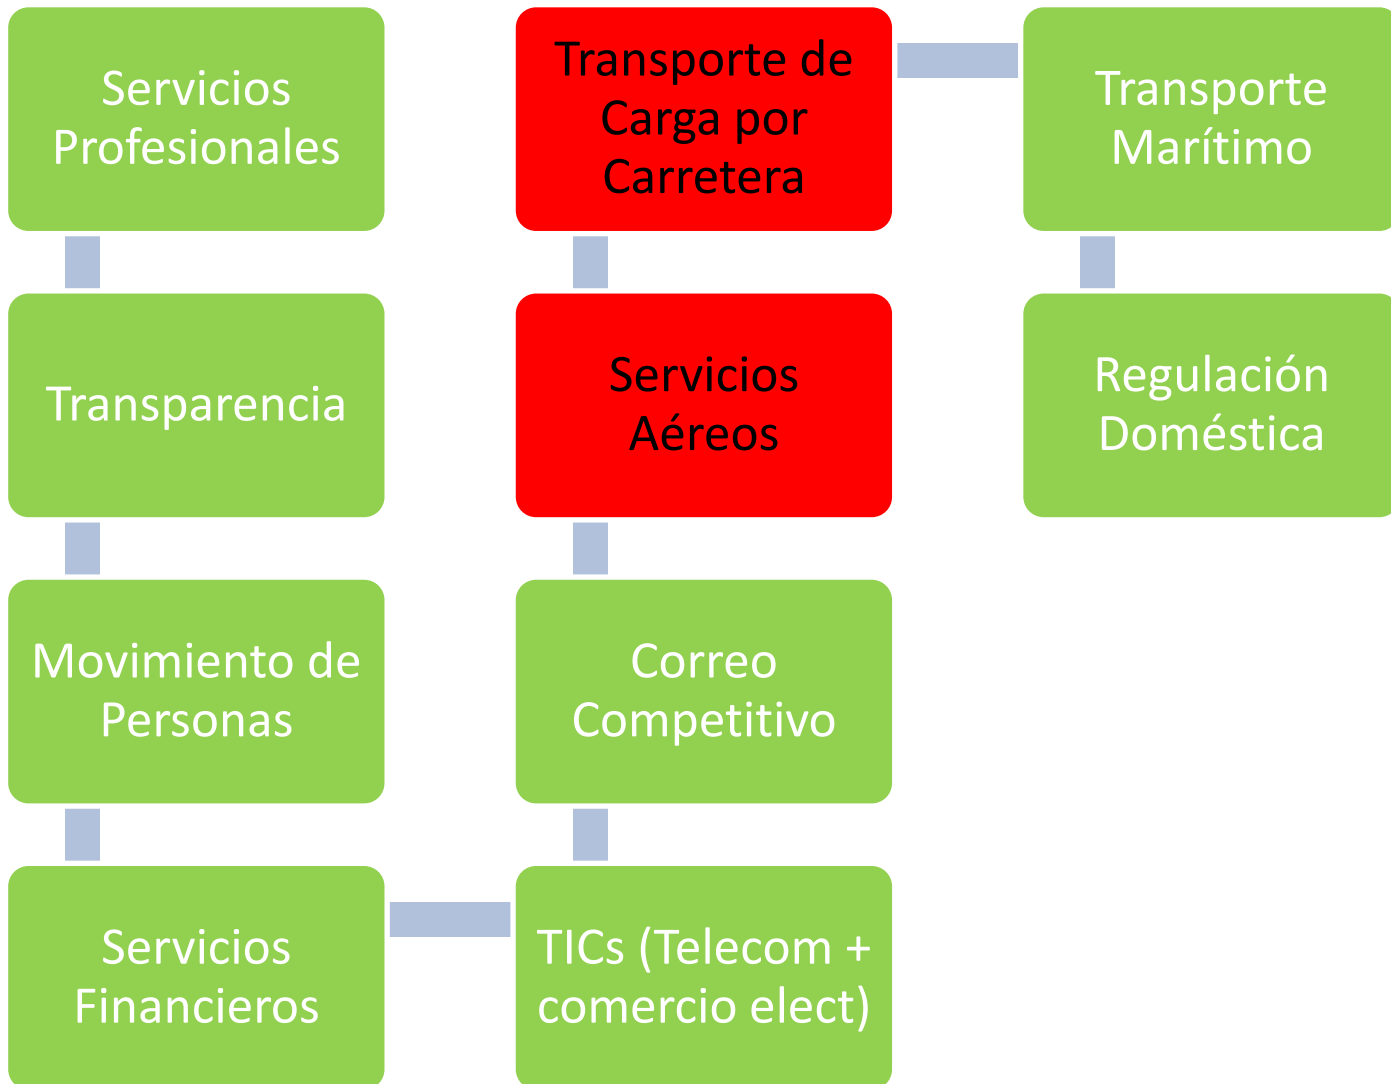 Servicios
Profesionales
Transparencia
Movimiento de
Personas
Servicios
Financieros
TICs (Telecom +
comercio elect)
Correo
Competitivo
Servicios
Aéreos
Transporte de
Carga por
Carretera
Transporte
Marítimo
Regulación
Doméstica